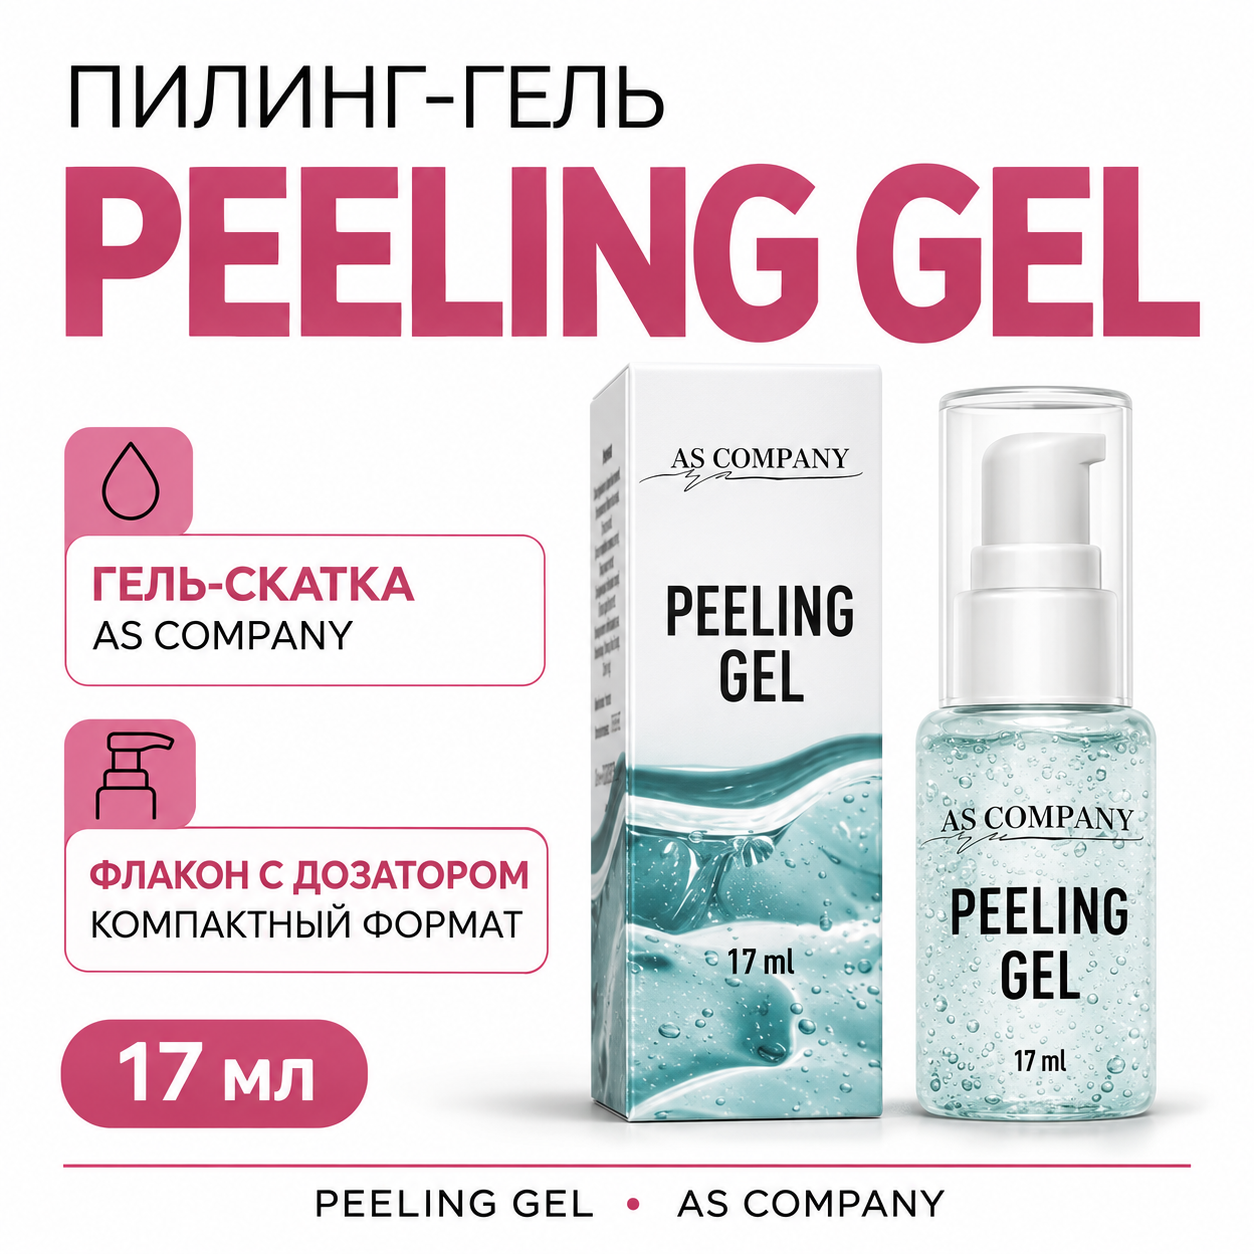 ПИЛИНГ-ГЕЛЬ
PEELING GEL
ГЕЛЬ-СКАТКА
AS COMPANY
ФЛАКОН С ДОЗАТОРОМ
КОМПАКТНЫЙ ФОРМАТ
17 мл
AS COMPANY
PEELING
GEL
17 ml
AS COMPANY
PEELING
GEL
17 ml
PEELING GEL • AS COMPANY